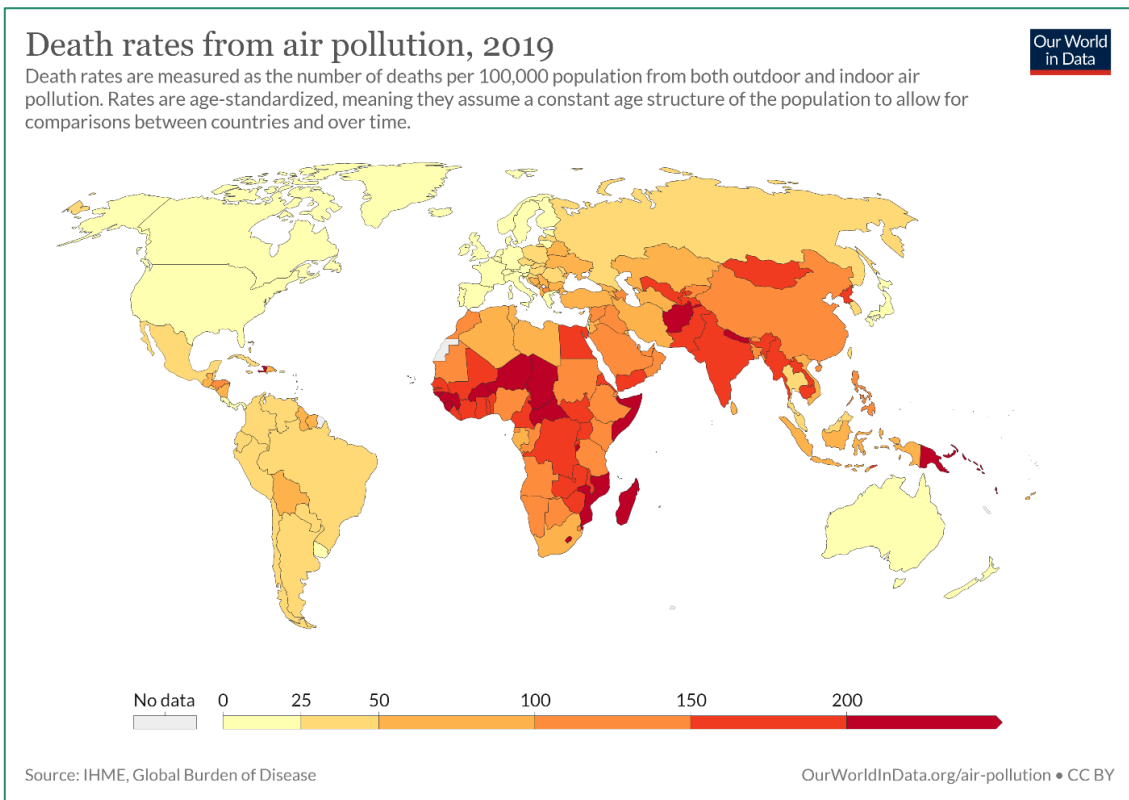 Death rates from air pollution, 2019
Our World
in Data
Death rates are measured as the number of deaths per 100,000 population from both outdoor and indoor air
pollution. Rates are age-standardized, meaning they assume a constant age structure of the population to allow for
comparisons between countries and over time.
No data 0 25 50 100 150 200
Source: IHME, Global Burden of Disease
OurWorldInData.org/air-pollution • CC BY